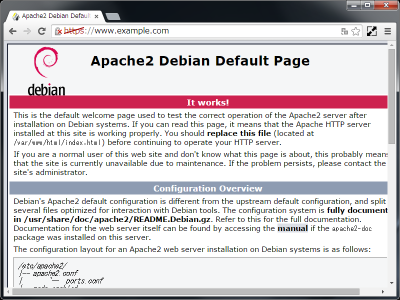 Apache2 Debian Defaul
https://www.example.com
debian
Apache2 Debian Default Page
It works!
This is the default welcome page used to test the correct operation of the Apache2 server after
installation on Debian systems. If you can read this page, it means that the Apache HTTP server
installed at this site is working properly. You should replace this file (located at
/var/www/html/index.html) before continuing to operate your HTTP server.
If you are a normal user of this web site and don't know what this page is about, this probably means
that the site is currently unavailable due to maintenance. If the problem persists, please contact the
site's administrator.
Configuration Overview
Debian's Apache2 default configuration is different from the upstream default configuration, and split
several files optimized for interaction with Debian tools. The configuration system is fully document
in /usr/share/doc/apache2/README.Debian.gz. Refer to this for the full documentation.
Documentation for the web server itself can be found by accessing the manual if the apache2-doc
package was installed on this server.
The configuration layout for an Apache2 web server installation on Debian systems is as follows:
/etc/apache2/
|-- apache2.conf
|   `-- ports.conf